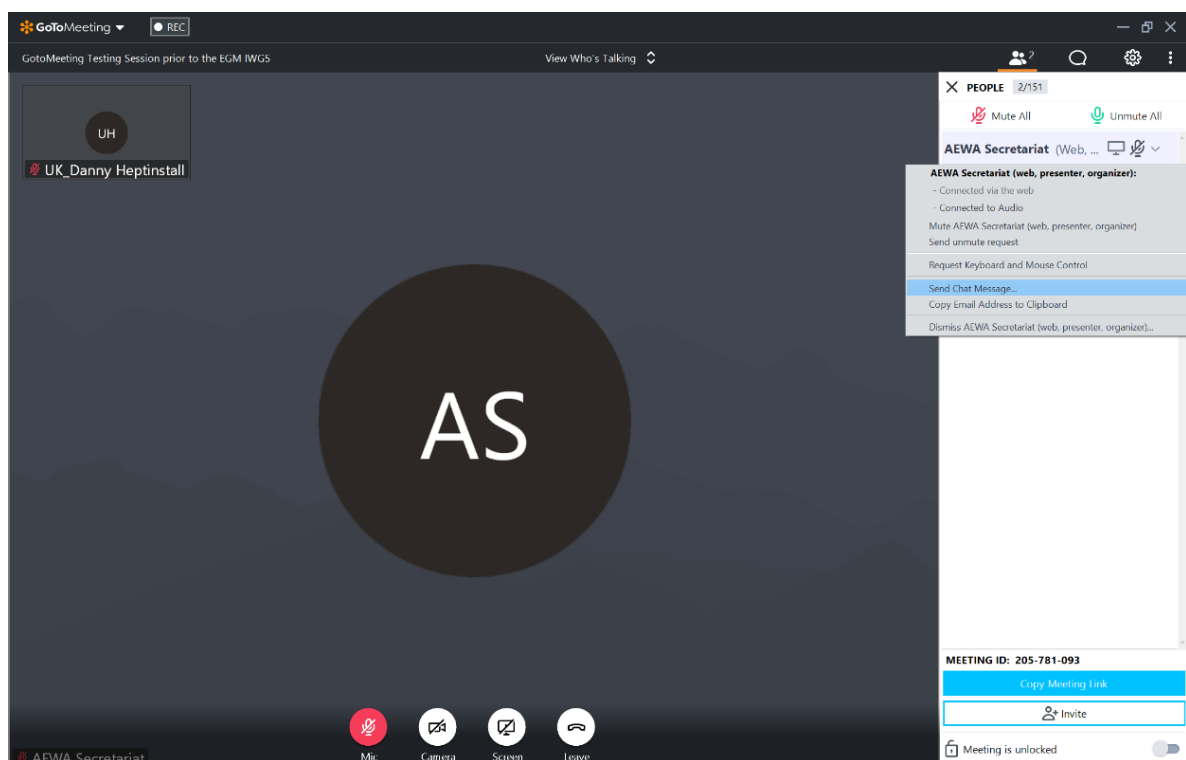 GoToMeeting
REC
GotoMeeting Testing Session prior to the EGM IWG5
View Who's Talking
2
PEOPLE 2/151
Mute All
Unmute All
AEWA Secretariat (Web, ...
UH
UK_Danny Heptinstall
AEWA Secretariat (web, presenter, organizer):
- Connected via the web
- Connected to Audio
Mute AEWA Secretariat (web, presenter, organizer)
Send unmute request
Request Keyboard and Mouse Control
Send Chat Message...
Copy Email Address to Clipboard
Dismiss AEWA Secretariat (web, presenter, organizer)...
AS
MEETING ID: 205-781-093
Copy Meeting Link
Invite
Meeting is unlocked
AEWA Secretariat
Mic
Camera
Screen
Leave